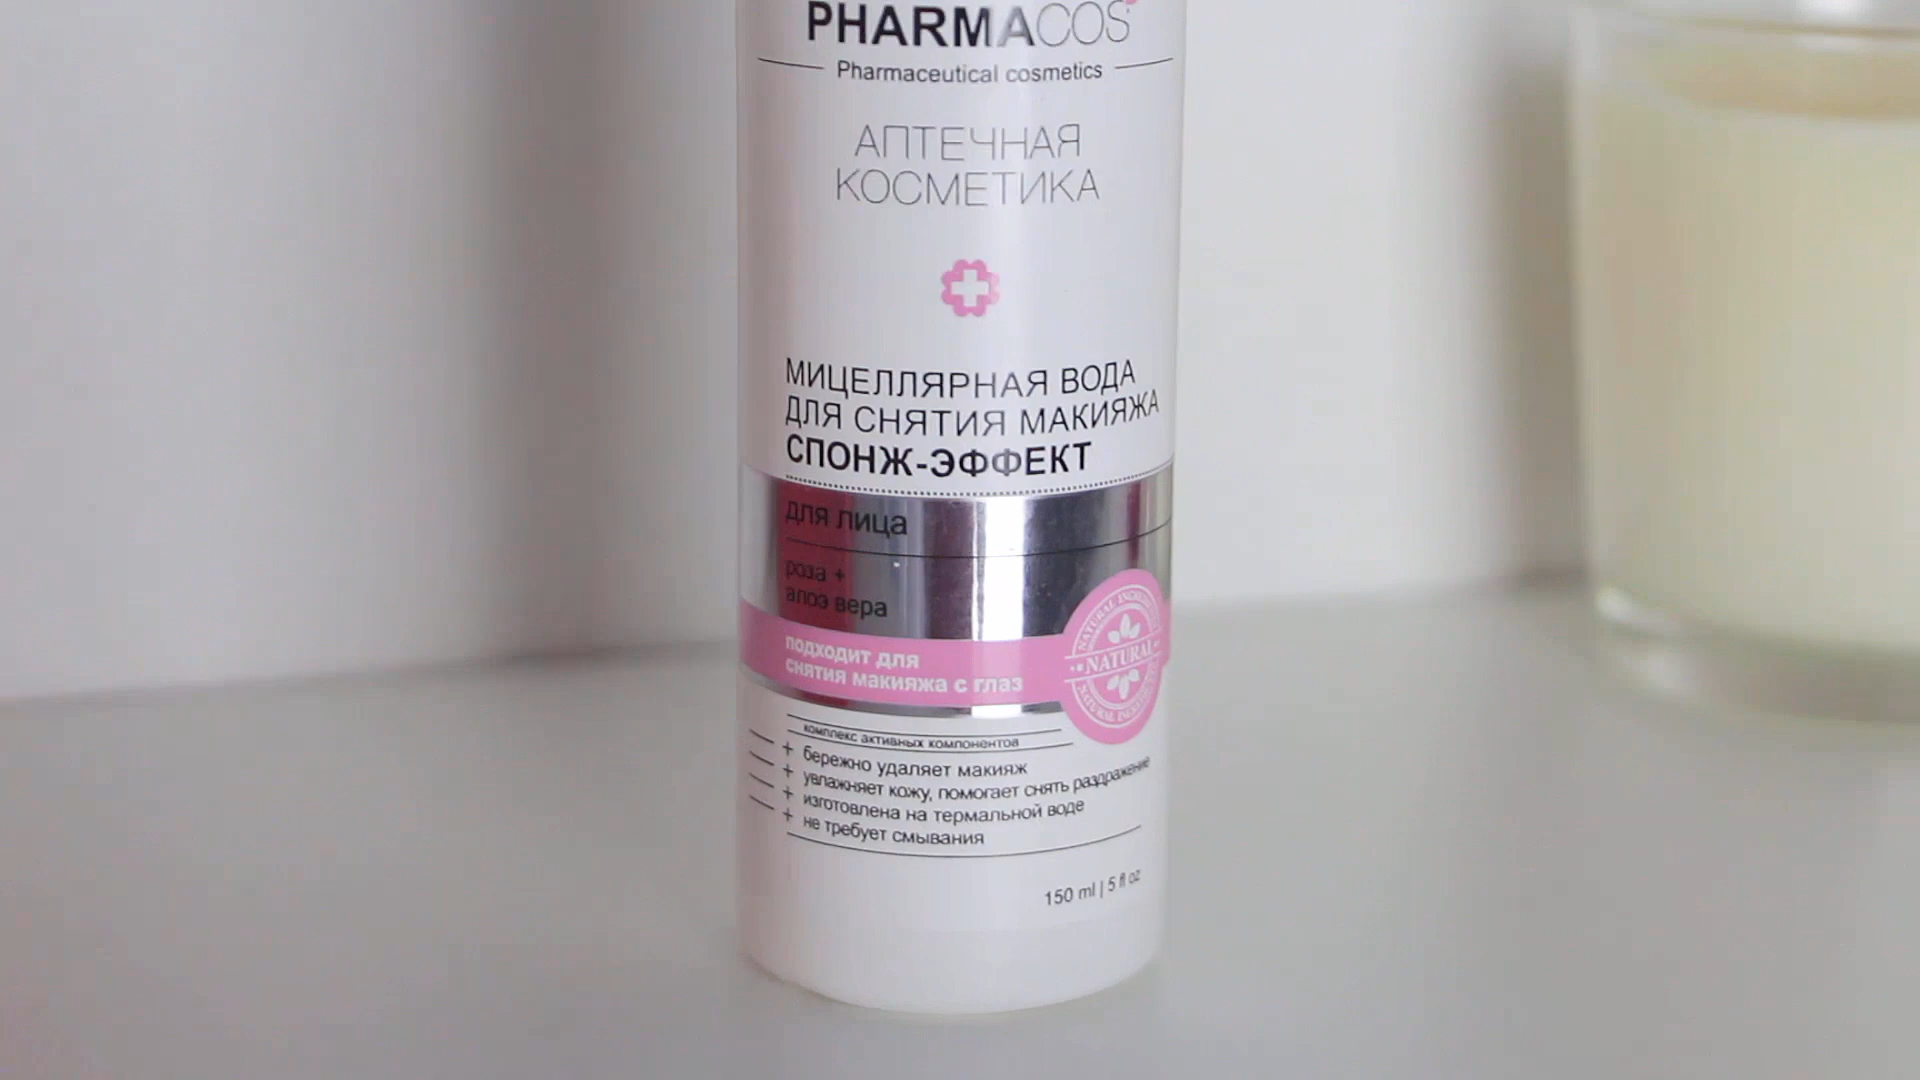 PHARMACOS
Pharmaceutical cosmetics
АПТЕЧНАЯ
КОСМЕТИКА
МИЦЕЛЛЯРНАЯ ВОДА
ДЛЯ СНЯТИЯ МАКИЯЖА
СПОНЖ-ЭФФЕКТ
для лица
роза +
алоэ вера
подходит для
снятия макияжа с глаз
NATURAL
комплекс активных компонентов
+ бережно удаляет макияж
+ увлажняет кожу, помогает снять раздражение
+ изготовлена на термальной воде
+ не требует смывания
150 ml | 5 fl oz